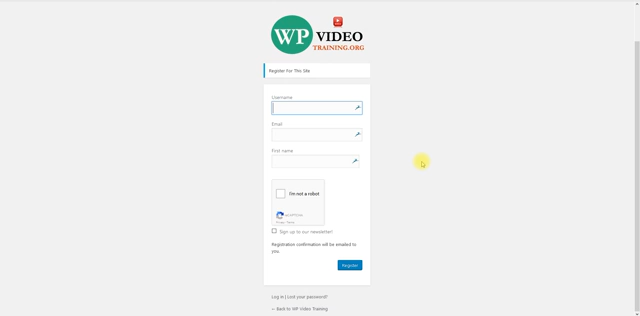 WP VIDEO
TRAINING.ORG
Register For This Site
Username
Email
First name
I'm not a robot
reCAPTCHA
Privacy - Terms
Sign up to our newsletter!
Registration confirmation will be emailed to
you.
Register
Log in | Lost your password?
← Back to WP Video Training